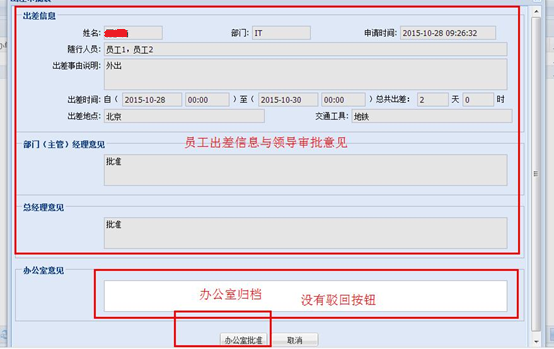 出差信息
姓名: 部门: IT 申请时间: 2015-10-28 09:26:32
随行人员: 员工1, 员工2
出差事由说明: 外出
出差时间: 自( 2015-10-28 00:00 )至( 2015-10-30 00:00 )总共出差: 2 天 0 时
出差地点: 北京 交通工具: 地铁
员工出差信息与领导审批意见
部门(主管)经理意见
批准
总经理意见
批准
办公室意见
办公室归档 没有驳回按钮
办公室批准 取消